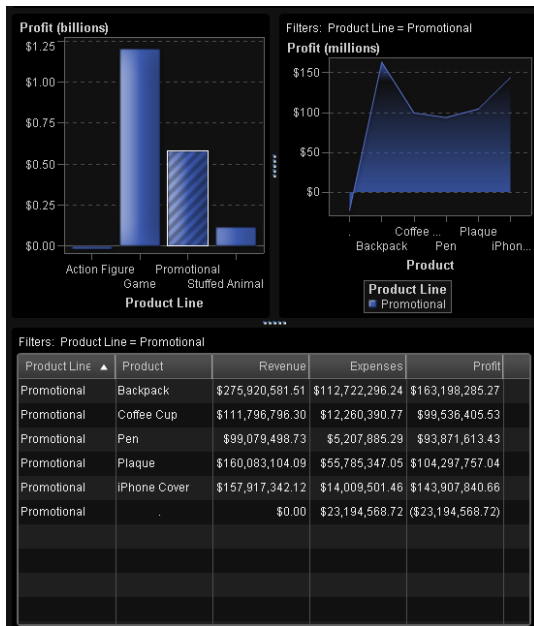 Profit (billions)
$1.25
$1.00
$0.75
$0.50
$0.25
$0.00
Action Figure
Game
Promotional
Stuffed Animal
Product Line
Filters: Product Line = Promotional
Profit (millions)
$150
$100
$50
$0
.
Backpack
Coffee ...
Pen
Plaque
iPhon...
Product
Product Line
Promotional
Filters: Product Line = Promotional
Product Line ▲ Product Revenue Expenses Profit
Promotional Backpack $275,920,581.51 $112,722,296.24 $163,198,285.27
Promotional Coffee Cup $111,796,796.30 $12,260,390.77 $99,536,405.53
Promotional Pen $99,079,498.73 $5,207,885.29 $93,871,613.43
Promotional Plaque $160,083,104.09 $55,785,347.05 $104,297,757.04
Promotional iPhone Cover $157,917,342.12 $14,009,501.46 $143,907,840.66
Promotional . $0.00 $23,194,568.72 ($23,194,568.72)